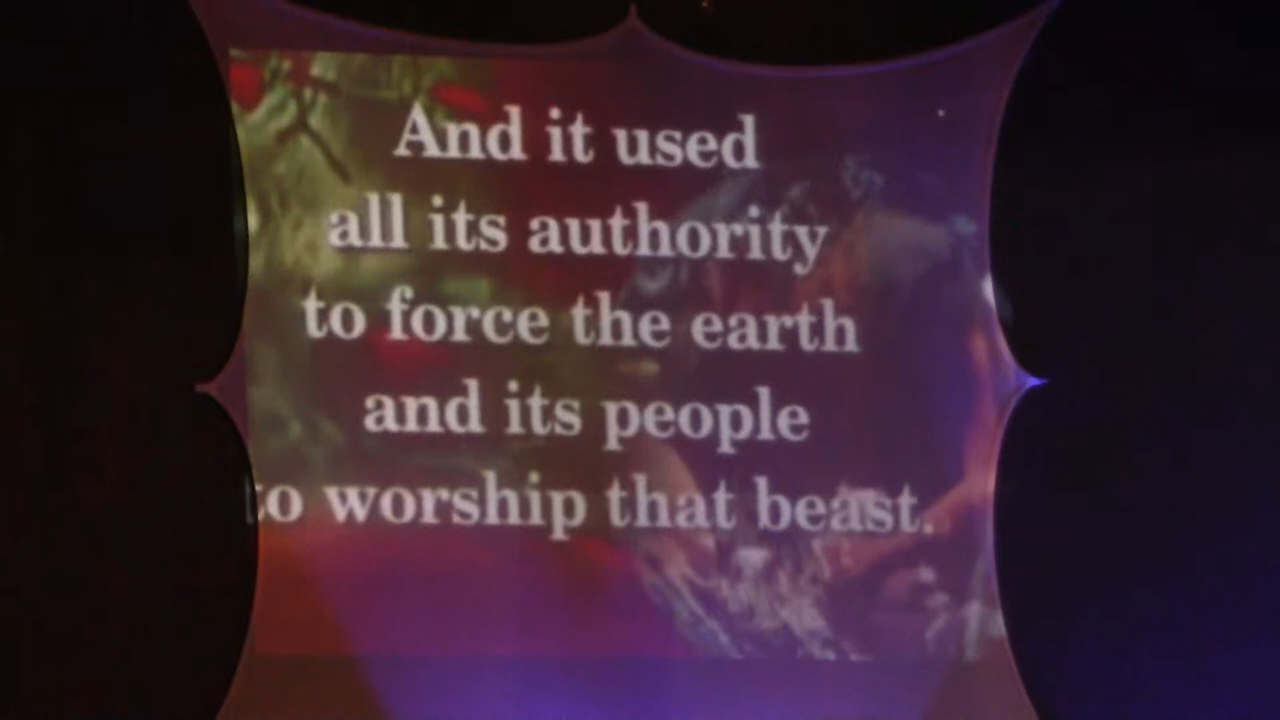 And it used
all its authority
to force the earth
and its people
to worship that beast.